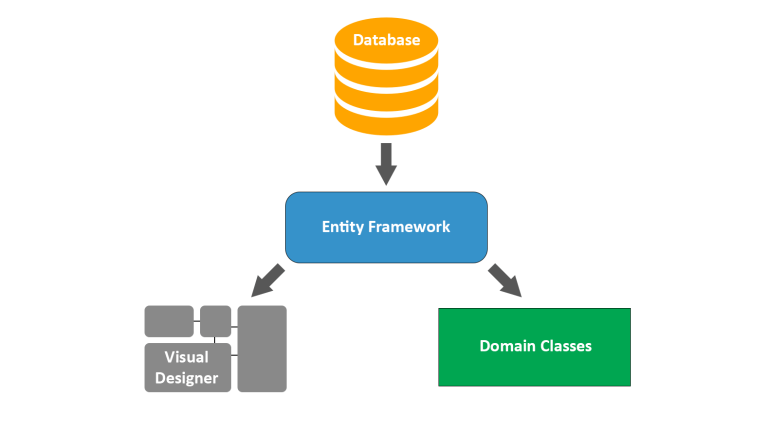 Database
Entity Framework
Visual
Designer
Domain Classes